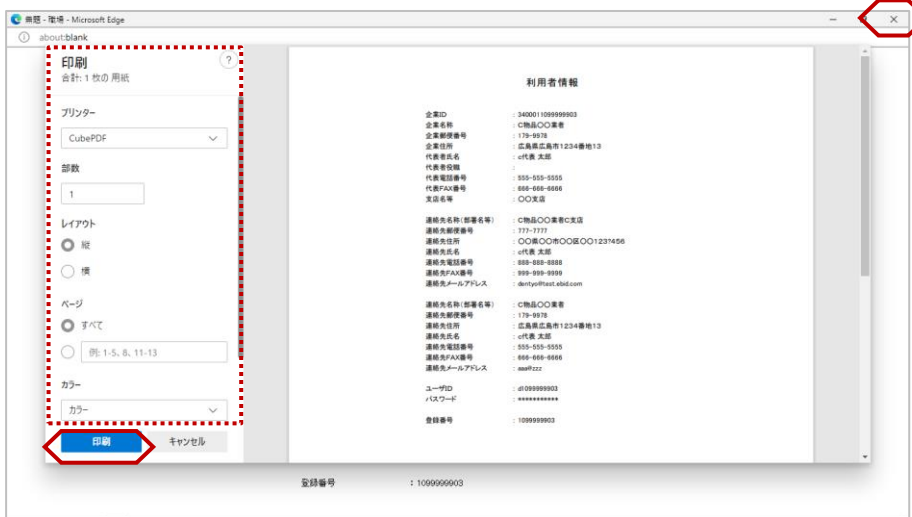 無題 - 職場 - Microsoft Edge
about:blank
印刷
?
合計: 1 枚の 用紙
プリンター
CubePDF
部数
1
レイアウト
縦
横
ページ
すべて
例: 1-5、8、11-13
カラー
カラー
印刷
キャンセル
利用者情報
企業ID : 3400011099999903
企業名称 : C物品〇〇業者
企業郵便番号 : 179-9978
企業住所 : 広島県広島市1234番地13
代表者氏名 : c代表 太郎
代表者役職 :
代表電話番号 : 555-555-5555
代表FAX番号 : 666-666-6666
支店名等 : 〇〇支店
連絡先名称(部署名等) : C物品〇〇業者C支店
連絡先郵便番号 : 777-7777
連絡先住所 : 〇〇県〇〇市〇〇区〇〇123?456
連絡先氏名 : c代表 太郎
連絡先電話番号 : 888-888-8888
連絡先FAX番号 : 999-999-9999
連絡先メールアドレス : dentyo@test.ebid.com
連絡先名称(部署名等) : C物品〇〇業者
連絡先郵便番号 : 179-9978
連絡先住所 : 広島県広島市1234番地13
連絡先氏名 : c代表 太郎
連絡先電話番号 : 555-555-5555
連絡先FAX番号 : 666-666-6666
連絡先メールアドレス : aaa@zzz
ユーザID : d1099999903
パスワード : ***********
登録番号 : 1099999903
登録番号 : 1099999903